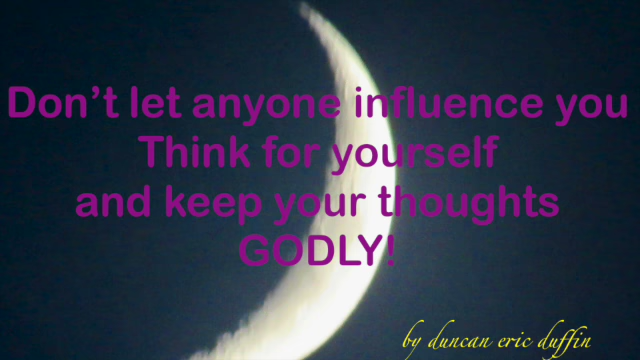 Don’t let anyone influence you
Think for yourself
and keep your thoughts
GODLY!
by duncan eric duffin